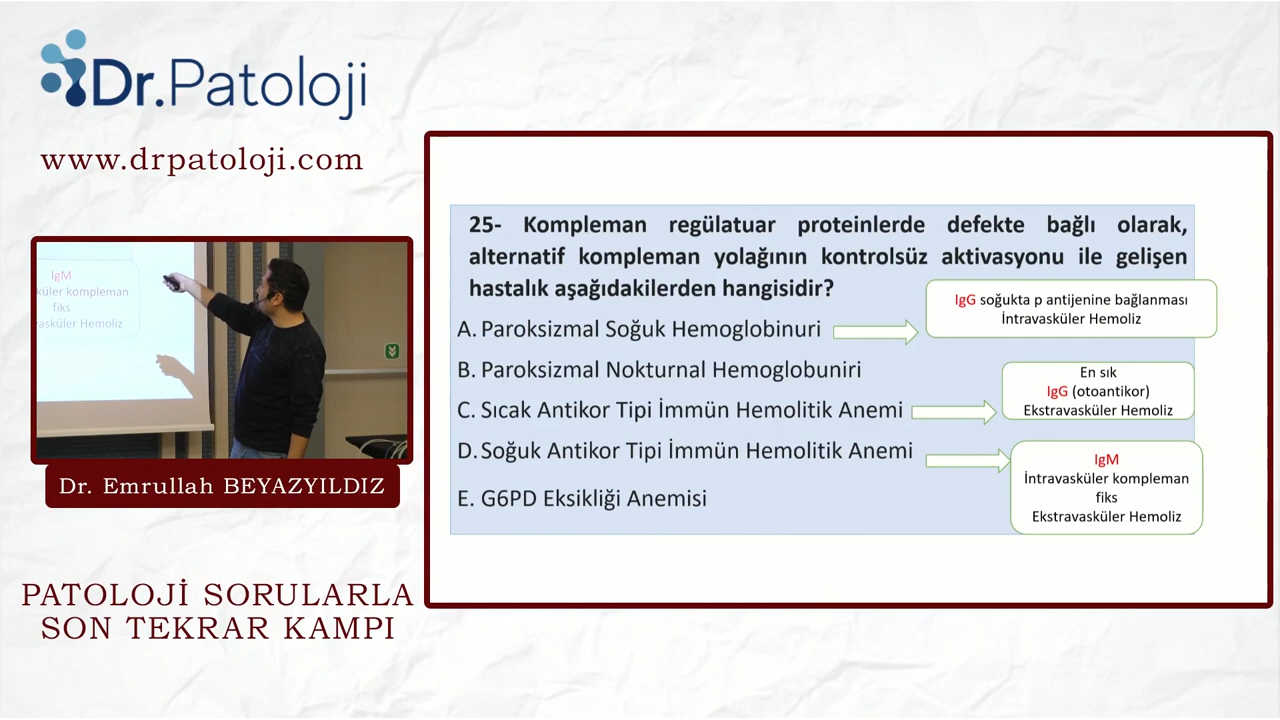 Dr.Patoloji
www.drpatoloji.com
IgM
küler kompleman
fiks
vasküler Hemoliz
Dr. Emrullah BEYAZYILDIZ
PATOLOJİ SORULARLA
SON TEKRAR KAMPI
25- Kompleman regülatuar proteinlerde defekte bağlı olarak,
alternatif kompleman yolağının kontrolsüz aktivasyonu ile gelişen
hastalık aşağıdakilerden hangisidir?
IgG soğukta p antijenine bağlanması
İntravasküler Hemoliz
A. Paroksizmal Soğuk Hemoglobinuri
B. Paroksizmal Nokturnal Hemoglobuniri
En sık
IgG (otoantikor)
Ekstravasküler Hemoliz
C. Sıcak Antikor Tipi İmmün Hemolitik Anemi
D. Soğuk Antikor Tipi İmmün Hemolitik Anemi
IgM
İntravasküler kompleman
fiks
Ekstravasküler Hemoliz
E. G6PD Eksikliği Anemisi